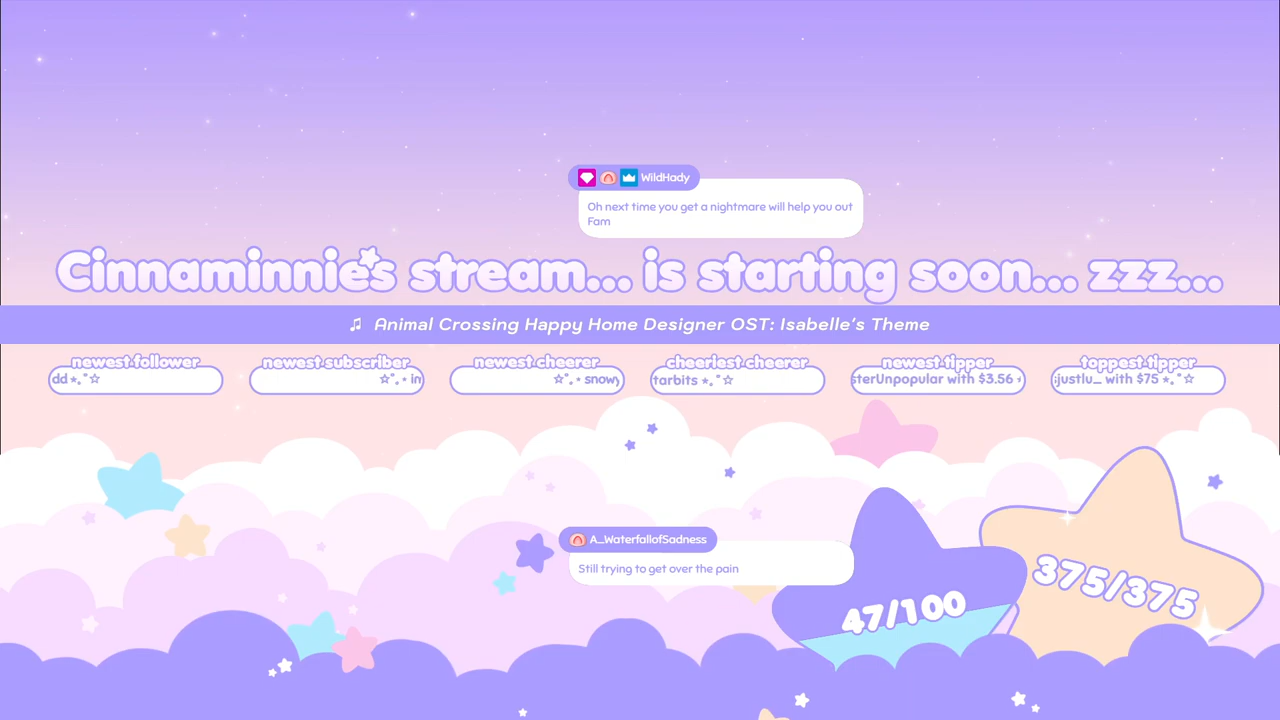 WildHady
Oh next time you get a nightmare will help you out
Fam
Cinnaminnie's stream... is starting soon... zzz...
♫ Animal Crossing Happy Home Designer OST: Isabelle's Theme
newest follower
dd ⋆｡°☆
newest subscriber
☆°｡⋆ in
newest cheerer
☆°｡⋆ snowy
cheeriest cheerer
tarbits ⋆｡°☆
newest tipper
sterUnpopular with $3.56 ⋆
toppest tipper
justlu_ with $75 ⋆｡°☆
A_WaterfallofSadness
Still trying to get over the pain
47/100
375/375